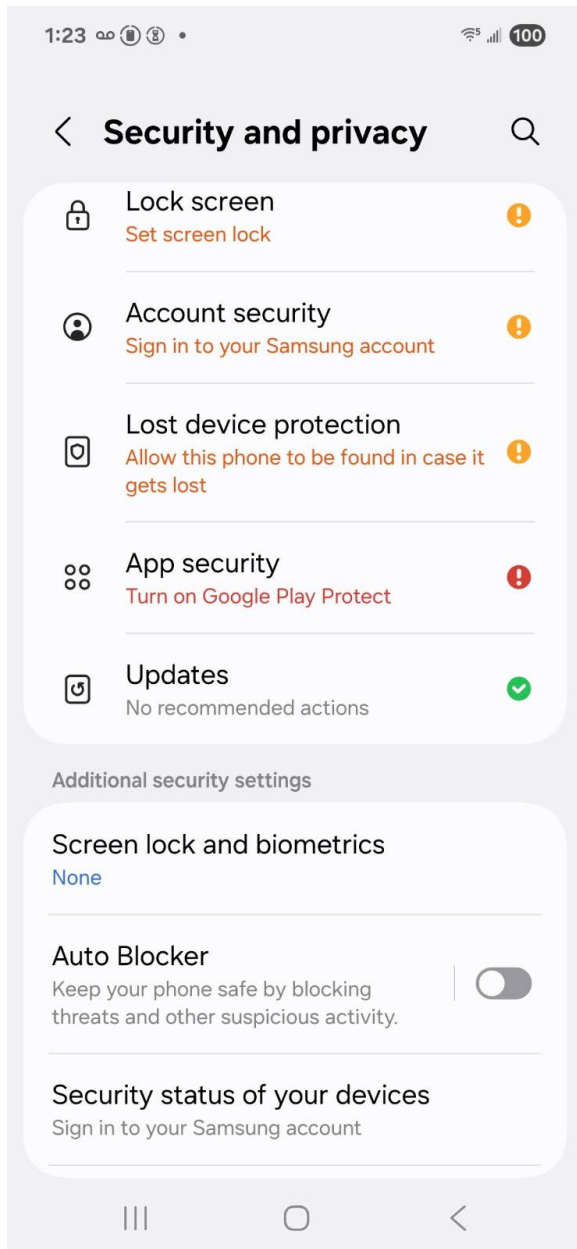 1:23
5
100
Security and privacy
Lock screen
Set screen lock
Account security
Sign in to your Samsung account
Lost device protection
Allow this phone to be found in case it
gets lost
App security
Turn on Google Play Protect
Updates
No recommended actions
Additional security settings
Screen lock and biometrics
None
Auto Blocker
Keep your phone safe by blocking
threats and other suspicious activity.
Security status of your devices
Sign in to your Samsung account